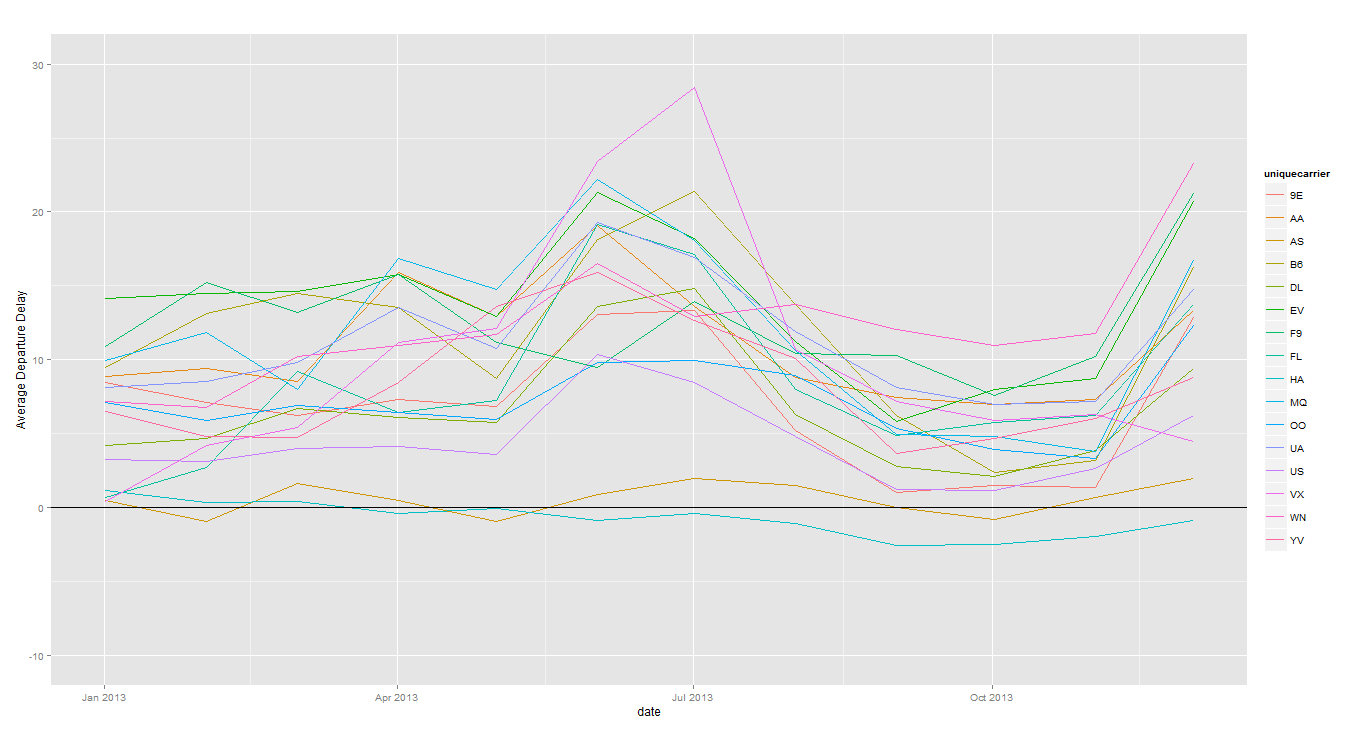 30
20
10
0
-10
Average Departure Delay
Jan 2013
Apr 2013
Jul 2013
Oct 2013
date
uniquecarrier
9E
AA
AS
B6
DL
EV
F9
FL
HA
MQ
OO
UA
US
VX
WN
YV